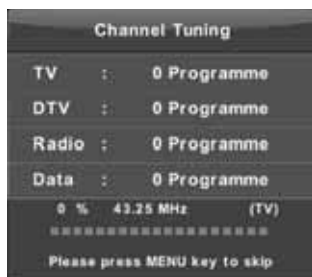 Channel Tuning
TV : 0 Programme
DTV : 0 Programme
Radio : 0 Programme
Data : 0 Programme
0 % 43.25 MHz (TV)
Please press MENU key to skip